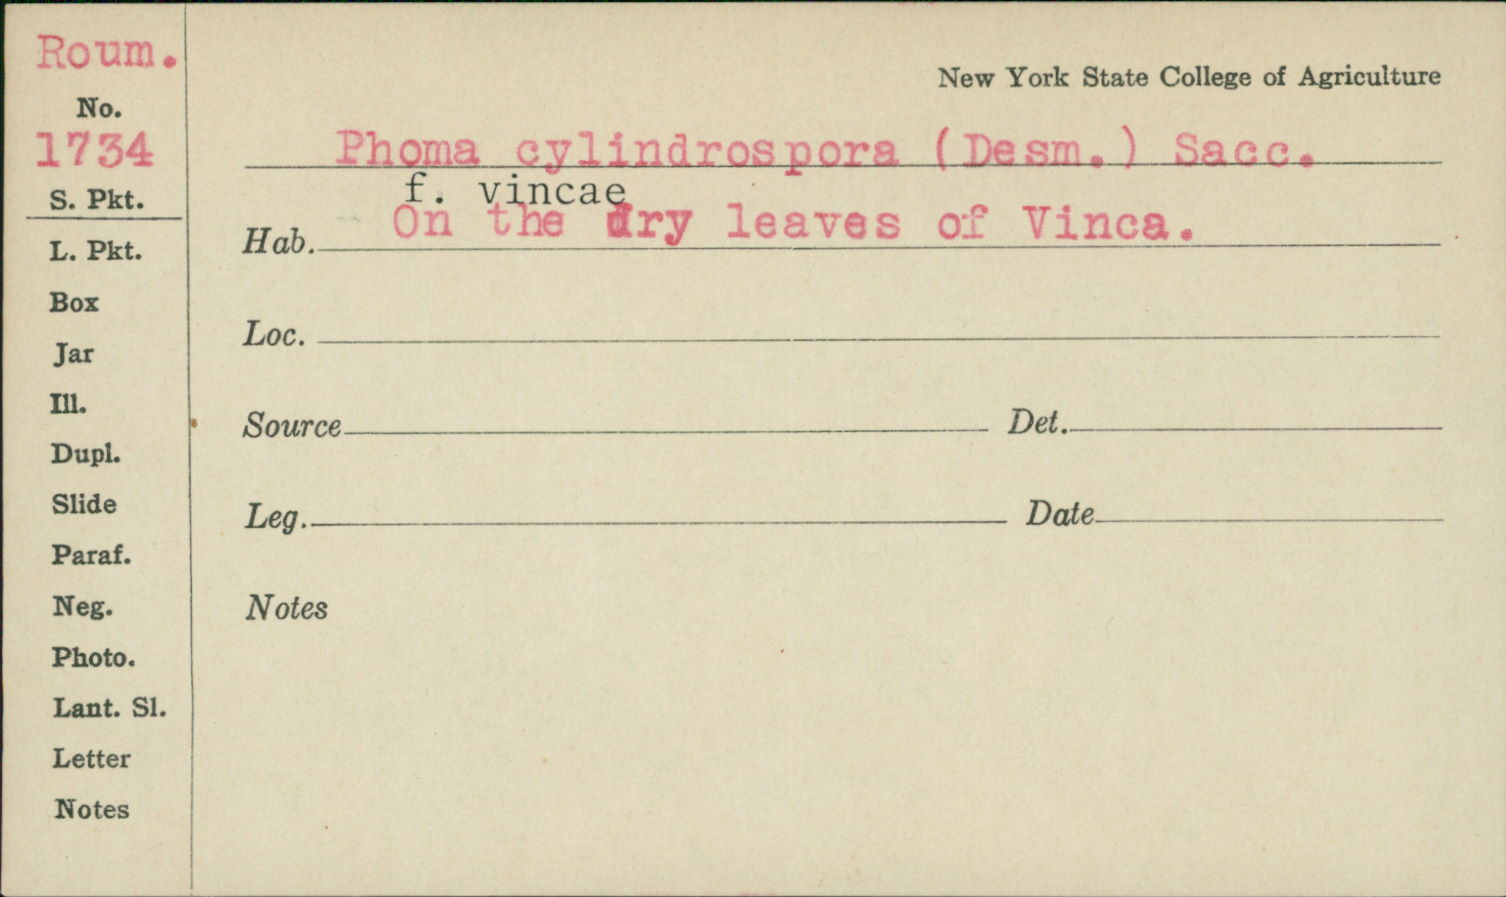 Roum.
No.
1734
S. Pkt.
L. Pkt.
Box
Jar
Ill.
Dupl.
Slide
Paraf.
Neg.
Photo.
Lant. Sl.
Letter
Notes
New York State College of Agriculture
Phoma cylindrospora (Desm.) Sacc.
f. vincae
Hab. On the dry leaves of Vinca.
Loc.
Source Det.
Leg. Date
Notes